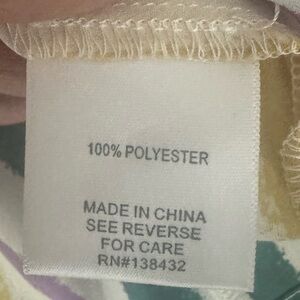 100% POLYESTER
MADE IN CHINA
SEE REVERSE
FOR CARE
RN#138432